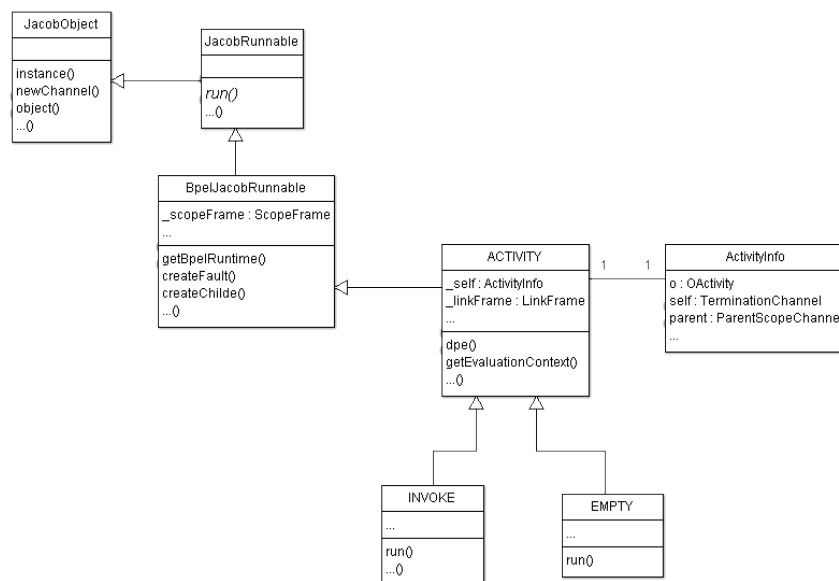 JacobObject
instance()
newChannel()
object()
...()
JacobRunnable
run()
...()
BpelJacobRunnable
_scopeFrame : ScopeFrame
...
getBpelRuntime()
createFault()
createChilde()
...()
ACTIVITY
_self : ActivityInfo
_linkFrame : LinkFrame
...
dpe()
getEvaluationContext()
...()
1 1
ActivityInfo
o : OActivity
self : TerminationChannel
parent : ParentScopeChanne
...
INVOKE
...
run()
...()
EMPTY
...
run()